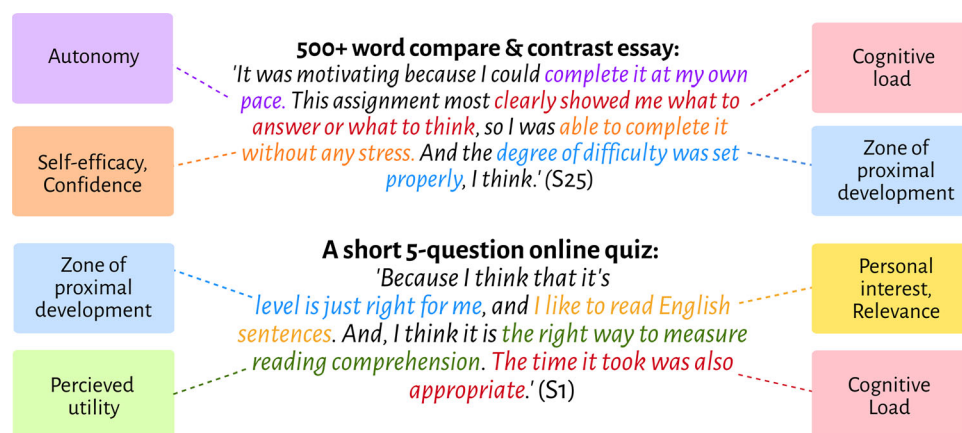 Autonomy
Self-efficacy,
Confidence
500+ word compare & contrast essay:
'It was motivating because I could complete it at my own
pace. This assignment most clearly showed me what to
answer or what to think, so I was able to complete it
without any stress. And the degree of difficulty was set
properly, I think.' (S25)
Cognitive
load
Zone of
proximal
development
Zone of
proximal
development
Percieved
utility
A short 5-question online quiz:
'Because I think that it's
level is just right for me, and I like to read English
sentences. And, I think it is the right way to measure
reading comprehension. The time it took was also
appropriate.' (S1)
Personal
interest,
Relevance
Cognitive
Load